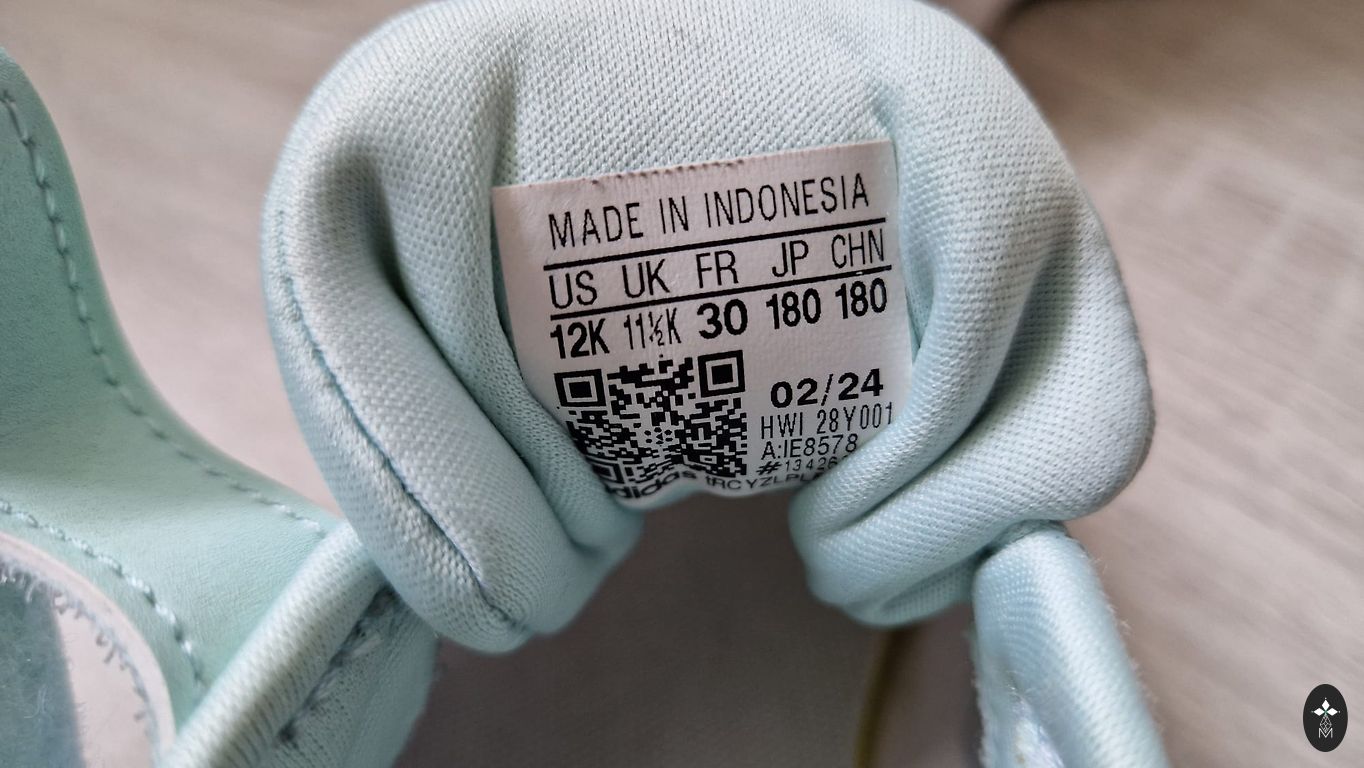 MADE IN INDONESIA
US UK FR JP CHN
12K 11½K 30 180 180
02/24
HWI 28Y001
A:IE8578
adidas
M